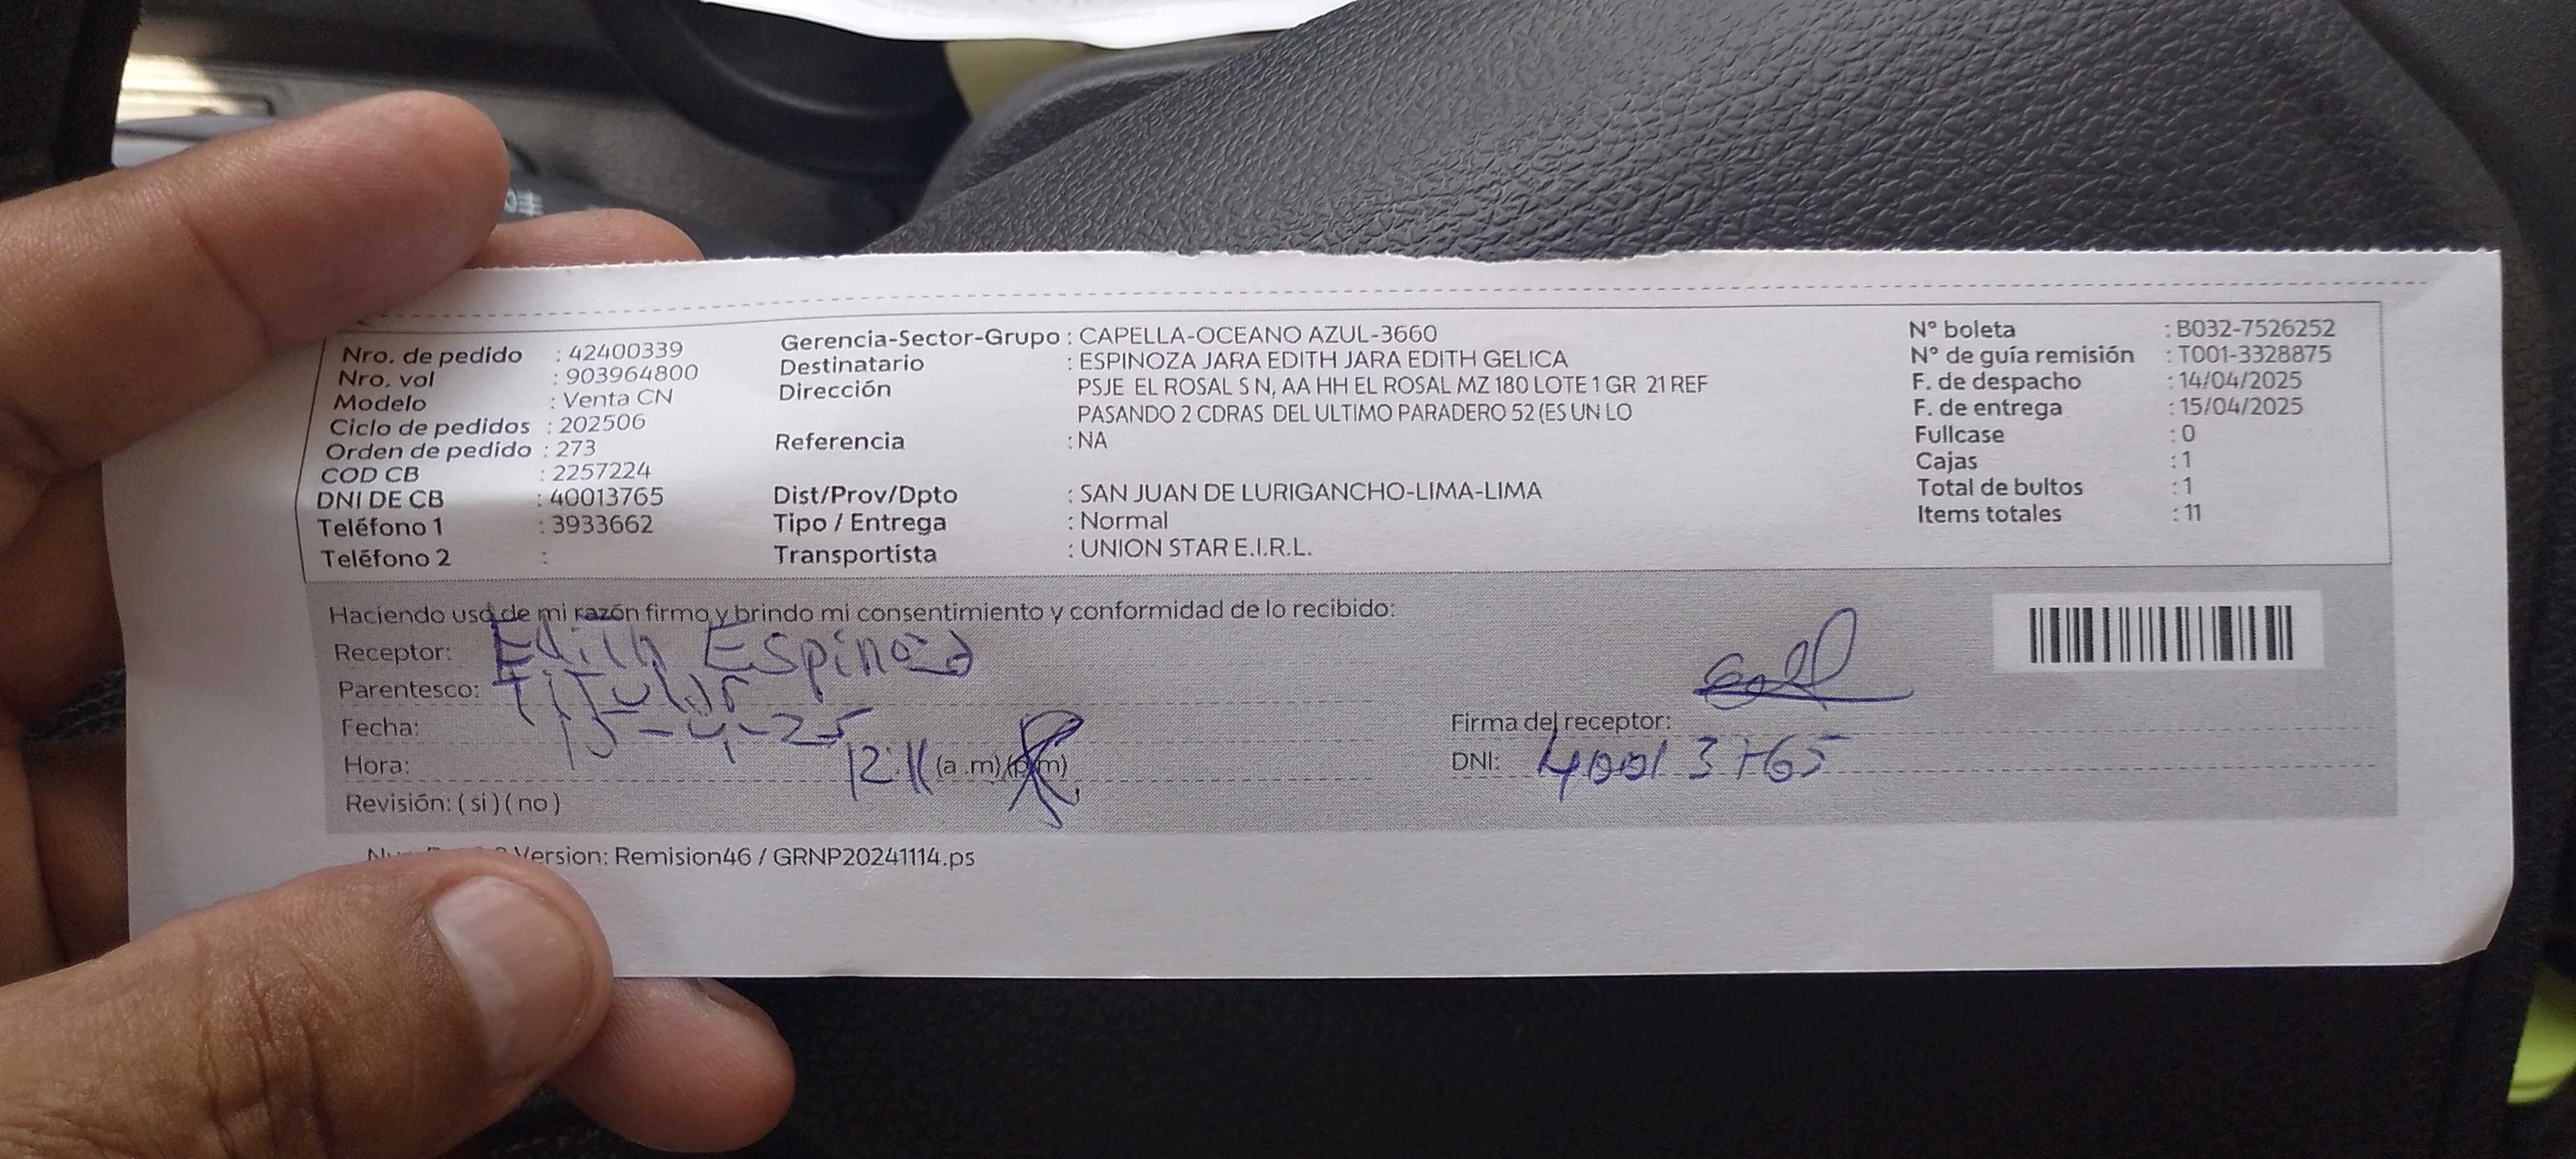 Nro. de pedido : 42400339
Nro. vol : 903964800
Modelo : Venta CN
Ciclo de pedidos : 202506
Orden de pedido : 273
COD CB : 2257224
DNI DE CB : 40013765
Teléfono 1 : 3933662
Teléfono 2 :
Gerencia-Sector-Grupo : CAPELLA-OCEANO AZUL-3660
Destinatario : ESPINOZA JARA EDITH JARA EDITH GELICA
Dirección PSJE EL ROSAL S N, AA HH EL ROSAL MZ 180 LOTE 1 GR 21 REF
PASANDO 2 CDRAS DEL ULTIMO PARADERO 52 (ES UN LO
Referencia : NA
Dist/Prov/Dpto : SAN JUAN DE LURIGANCHO-LIMA-LIMA
Tipo / Entrega : Normal
Transportista : UNION STAR E.I.R.L.
N° boleta : B032-7526252
N° de guía remisión : T001-3328875
F. de despacho : 14/04/2025
F. de entrega : 15/04/2025
Fullcase : 0
Cajas : 1
Total de bultos : 1
Items totales : 11
Haciendo uso de mi razón firmo y brindo mi consentimiento y conformidad de lo recibido:
Receptor: Edith Espinoza
Parentesco: Titular
Fecha: 15-4-25
Hora: (a .m) (p.m)
Revisión: ( si ) ( no )
Firma del receptor:
DNI: 40013765
Version: Remision46 / GRNP20241114.ps